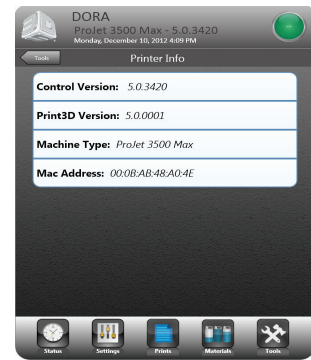 DORA
ProJet 3500 Max - 5.0.3420
Monday, December 10, 2012 4:09 PM
Tools
Printer Info
Control Version: 5.0.3420
Print3D Version: 5.0.0001
Machine Type: ProJet 3500 Max
Mac Address: 00:0B:AB:48:A0:4E
Status Settings Prints Materials Tools